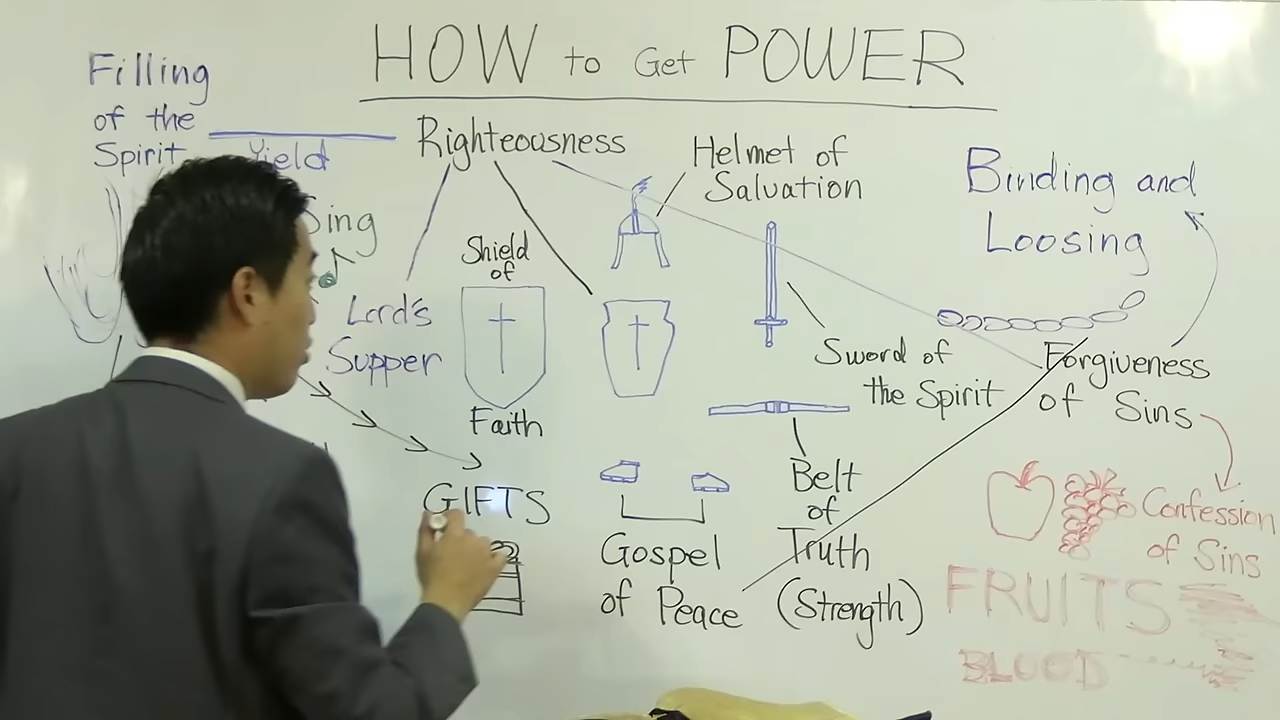 HOW to Get POWER
Filling
of the
Spirit
Yield
Sing
Righteousness
Helmet of
Salvation
Binding and
Loosing
Lord's
Supper
Shield
of
Faith
Sword of
the Spirit
Forgiveness
of Sins
GIFTS
Gospel
of Peace
Belt
of
Truth
(Strength)
Confession
of Sins
FRUITS
BLOOD